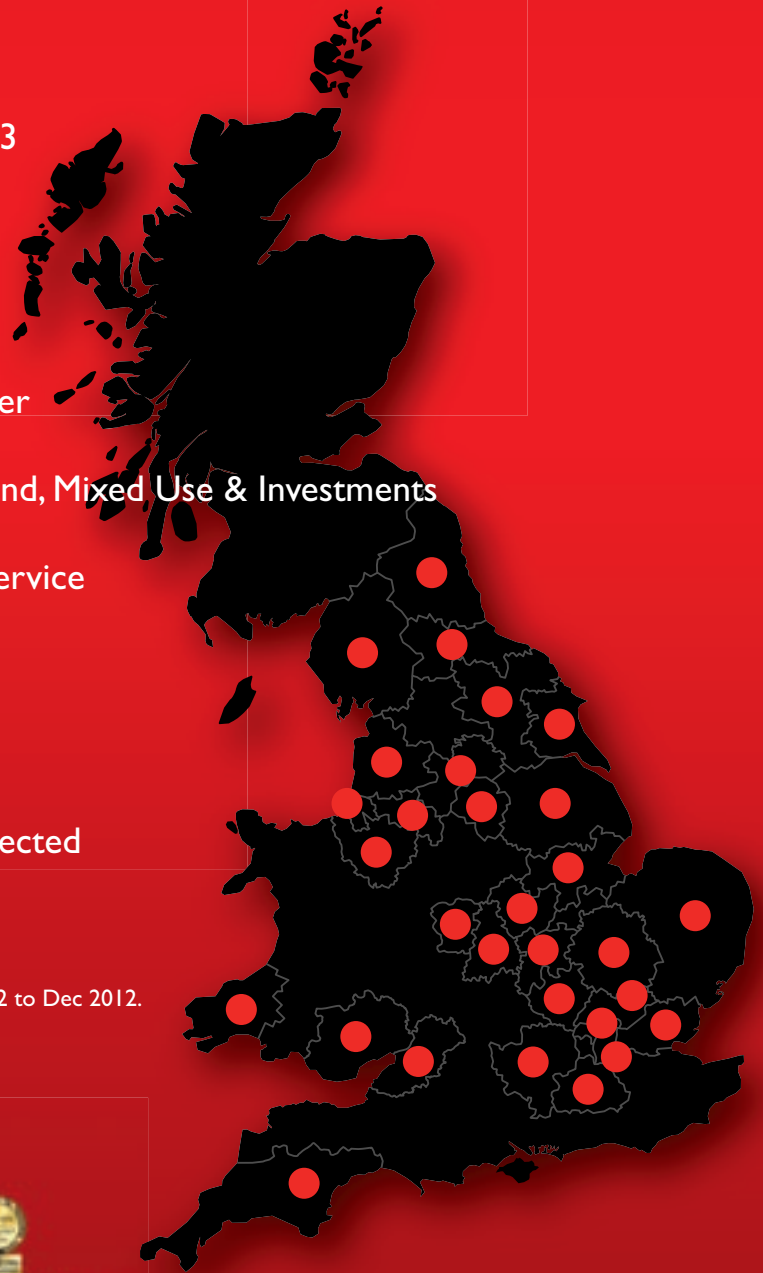 3
er
nd, Mixed Use & Investments
ervice
ected
2 to Dec 2012.